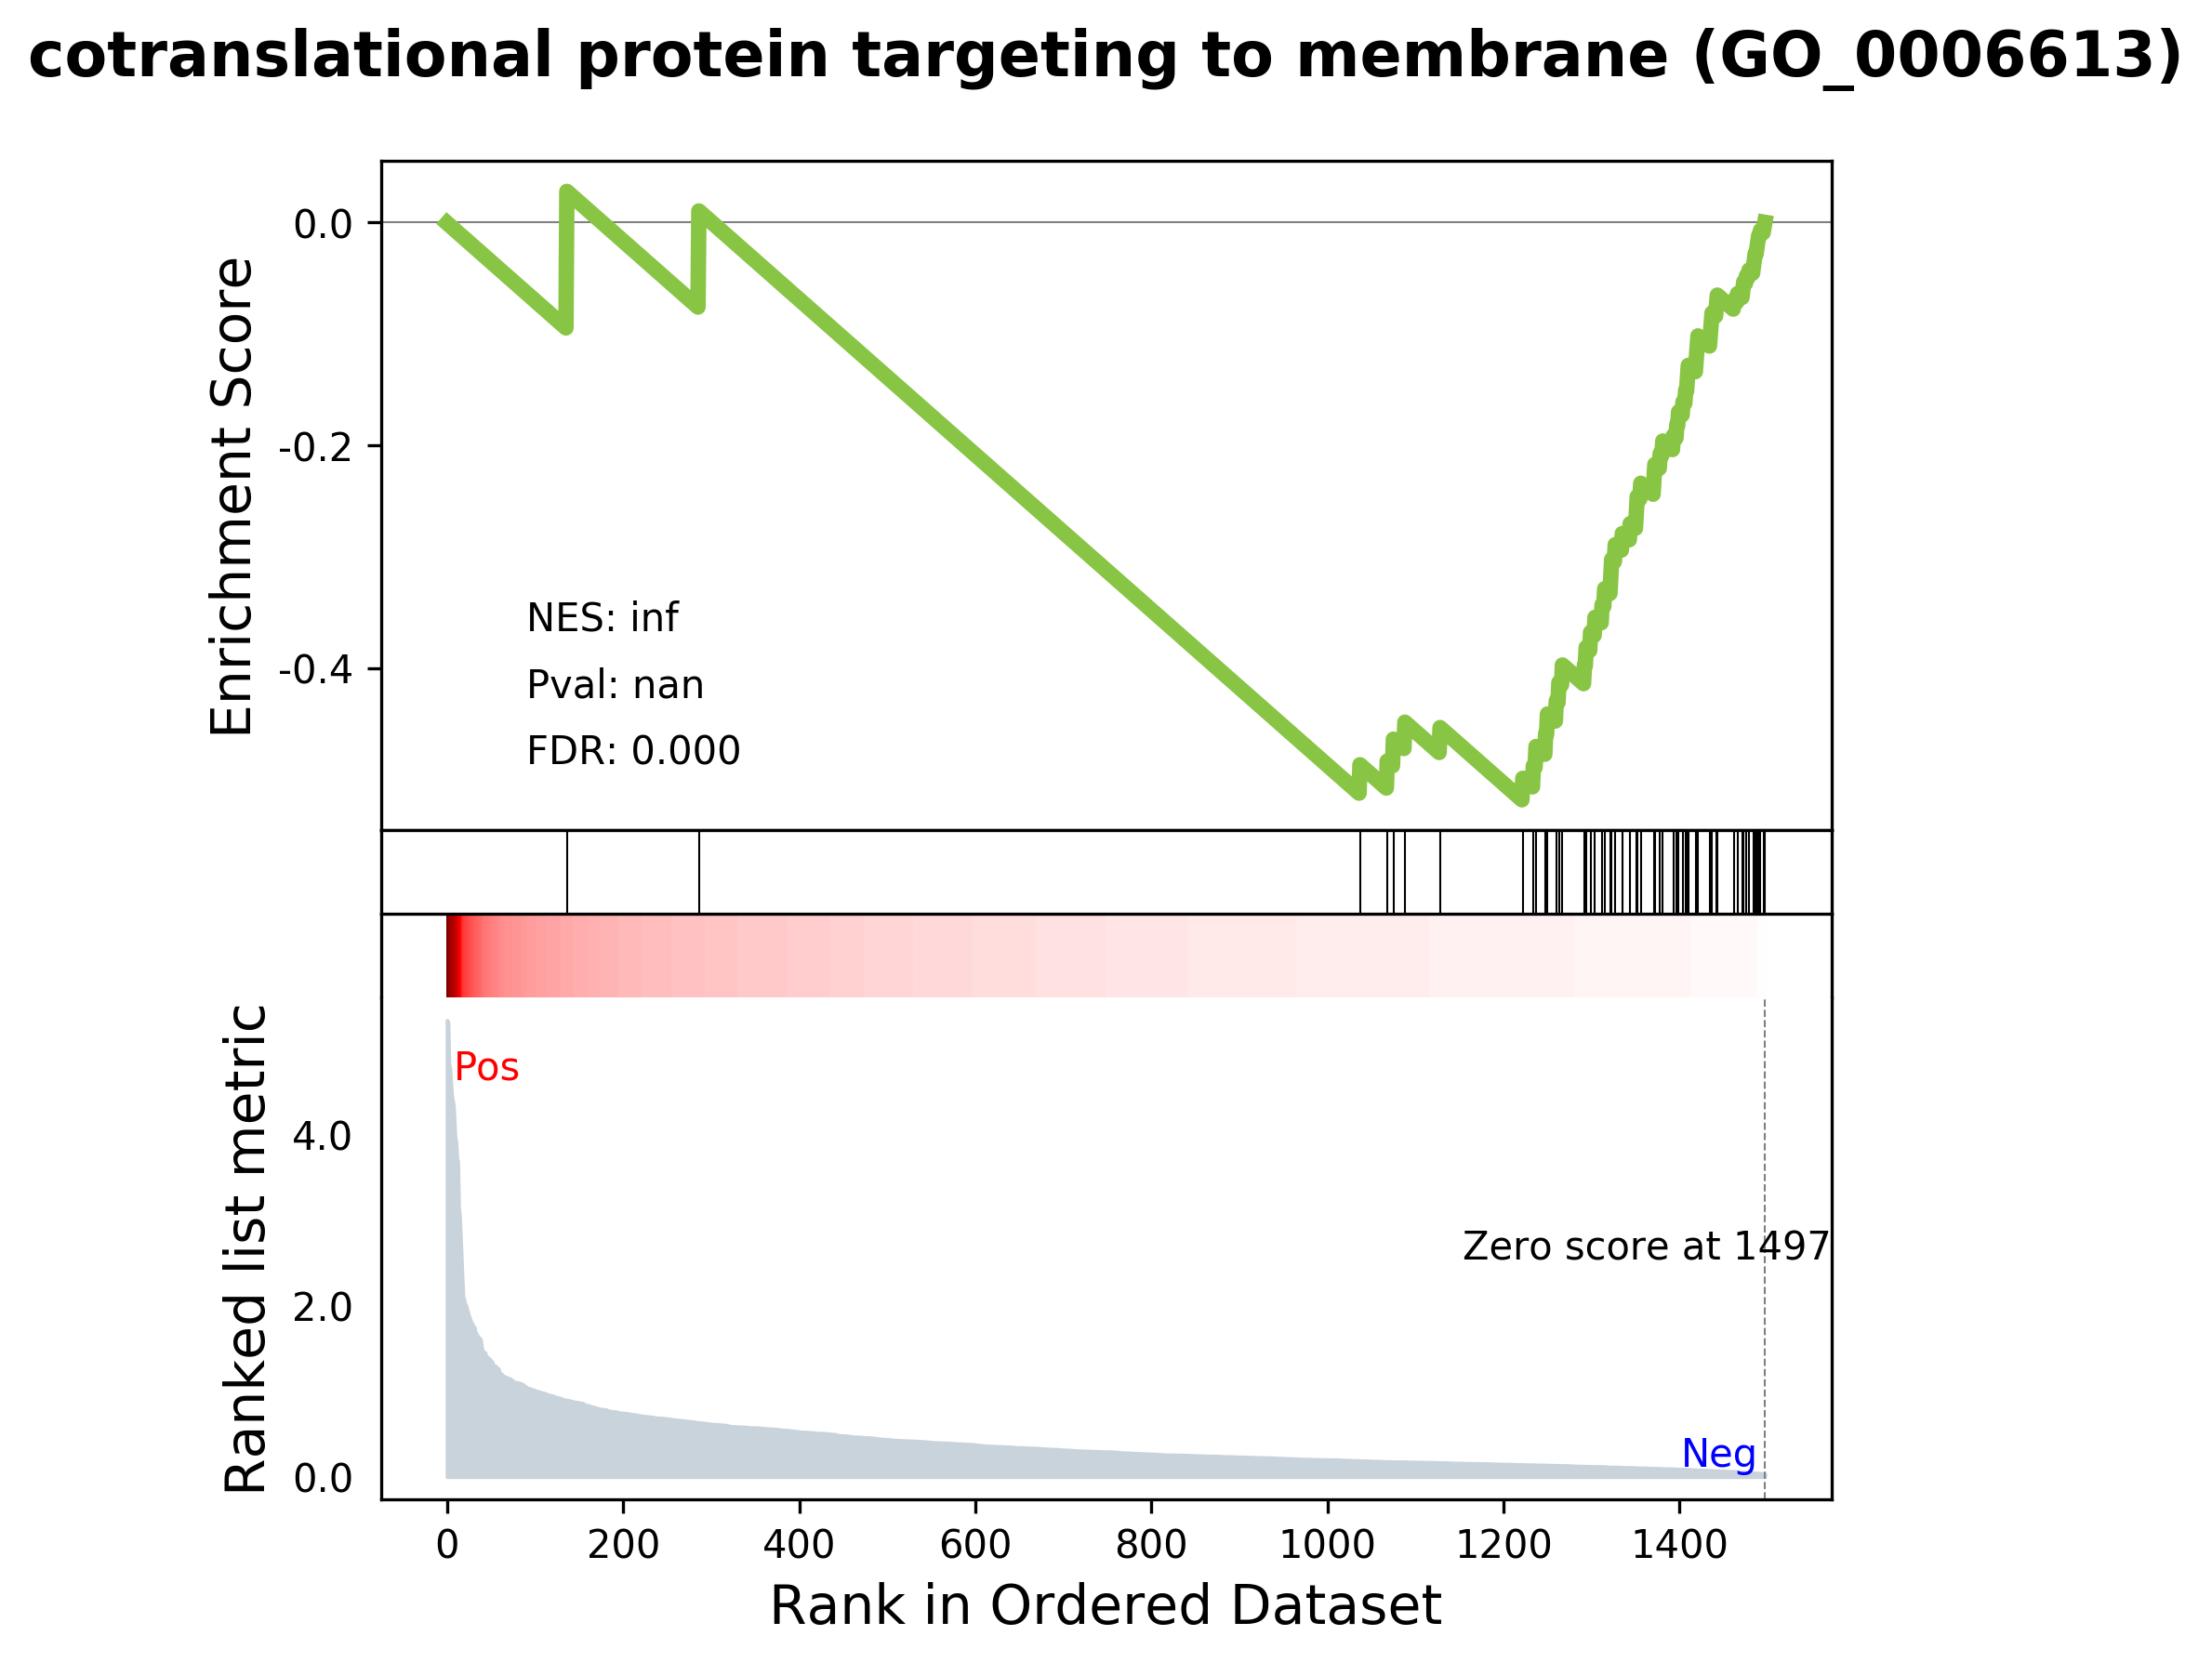 cotranslational protein targeting to membrane (GO_0006613)
Enrichment Score
0.0
-0.2
-0.4
NES: inf
Pval: nan
FDR: 0.000
Ranked list metric
Pos
4.0
Zero score at 1497
2.0
Neg
0.0
0 200 400 600 800 1000 1200 1400
Rank in Ordered Dataset